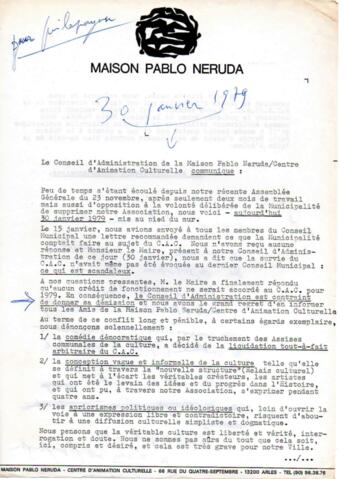 MAISON PABLO NERUDA
30 janvier 1979
Le Conseil d'Administration de la Maison Pablo Neruda/Centre
d'Animation Culturelle communique :
Peu de temps s'étant écoulé depuis notre récente Assemblée
Générale du 23 novembre, après seulement deux mois de travail
mais aussi d'opposition à la volonté délibérée de la Municipalité
de supprimer notre Association, nous voici - aujourd'hui
30 janvier 1979 - mis au pied du mur.
Le 15 janvier, nous avions envoyé à tous les membres du Conseil
Municipal une lettre recommandée demandant ce que la Municipalité
comptait faire au sujet du C.A.C. Nous n'avons reçu aucune
réponse et Monsieur le Maire, présent à notre Conseil d'Administra-
tion de ce jour (30 janvier), nous a dit que la survie du
C.A.C. n'avait même pas été évoquée au dernier Conseil Municipal :
ce qui est scandaleux.
A nos questions pressantes, M. le Maire a finalement répondu
qu'aucun crédit de fonctionnement ne serait accordé au C.A.C. pour
1979. En conséquence, le Conseil d'Administration est contraint
de donner sa démission et nous avons le grand regret d'en informer
tous les Amis de la Maison Pablo Neruda/Centre d'Animation Culturelle
Au terme de ce conflit long et pénible, à certains égards exemplaire,
nous dénonçons solennellement :
1/ la comédie démocratique qui, par le truchement des Assises
communales de la culture, a décidé de la liquidation tout-à-fait
arbitraire du C.A.C.
2/ la conception vague et informelle de la culture telle qu'elle
se définit à travers la "nouvelle structure" (Relais culturel)
et qui met à l'écart les véritables créateurs, les artistes
qui ont été le levain des idées et du progrès dans l'Histoire,
et qui ont pu, à travers notre Association, s'exprimer pendant
quatre ans.
3/ les apriorismes politiques ou idéologiques qui, loin d'ouvrir la
voie à une expression libre et contradictoire, risquent d'abou-
tir à une diffusion culturelle simpliste et dogmatique.
Nous pensons que la véritable culture est liberté et vérité, inter-
rogation et doute. Nous ne sommes pas sûrs du tout que cela soit,
ici, compris et désiré, et cela est très grave pour notre Ville.
.../...
MAISON PABLO NERUDA - CENTRE D'ANIMATION CULTURELLE - 66 RUE DU QUATRE-SEPTEMBRE - 13200 ARLES - TEL (90) 96.38.76